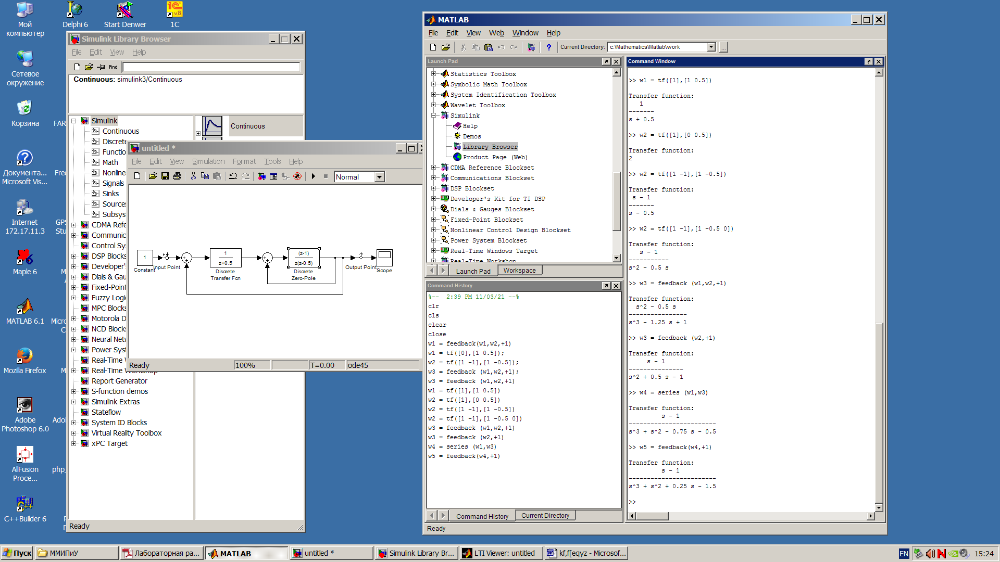 Мой
компьютер
Delphi 6
Start Denwer
1C
Сетевое
окружение
Корзина
FAR
Документа...
Microsoft Vis...
Free
Internet
172.17.11.3
GPS
Stu
Maple 6
MATLAB 6.1
Micro
C
Mozilla Firefox
M
Adobe
Photoshop 6.0
Adol
AllFusion
Proce...
php_
C++Builder 6
Simulink Library Browser
File Edit View Help
Find
Continuous: simulink3/Continuous
Simulink
Continuous
Discrete
Functio
Math
Nonline
Signals
Sinks
Sources
Subsys
CDMA Refe
Communic
Control Sy
DSP Blocks
Developer'
Dials & Gau
Fixed-Point
Fuzzy Logi
MPC Blocks
Motorola D
NCD Blocks
Neural Netw
Power Syst
Real-Time W
Real-Time Workshop
Report Generator
S-function demos
Simulink Extras
Stateflow
System ID Blocks
Virtual Reality Toolbox
xPC Target
Continuous
Ready
untitled *
File Edit View Simulation Format Tools Help
Normal
1
Constant
Input Point
1
z+0.5
Discrete
Transfer Fcn
(z-1)
z(z-0.5)
Discrete
Zero-Pole
Output Point
Scope
Ready
100%
T=0.00
ode45
MATLAB
File Edit View Web Window Help
Current Directory: c:\Mathematics\Matlab\work
Launch Pad
Statistics Toolbox
Symbolic Math Toolbox
System Identification Toolbox
Wavelet Toolbox
Simulink
Help
Demos
Library Browser
Product Page (Web)
CDMA Reference Blockset
Communications Blockset
DSP Blockset
Developer's Kit for TI DSP
Dials & Gauges Blockset
Fixed-Point Blockset
Nonlinear Control Design Blockset
Power System Blockset
Real-Time Windows Target
Real-Time Workshop
Launch Pad
Workspace
Command History
%-- 2:39 PM 11/03/21 --%
clr
cls
clear
close
w1 = feedback(w1,w2,+1)
w1 = tf([0],[1 0.5]);
w2 = tf([1 -1],[1 -0.5]);
w3 = feedback (w1,w2,+1);
w3 = feedback (w1,w2,+1)
w1 = tf([1],[1 0.5])
w2 = tf([1],[0 0.5])
w2 = tf([1 -1],[1 -0.5])
w2 = tf([1 -1],[1 -0.5 0])
w3 = feedback (w1,w2,+1)
w3 = feedback (w2,+1)
w4 = series (w1,w3)
w5 = feedback(w4,+1)
Command History
Current Directory
Ready
Command Window
>> w1 = tf([1],[1 0.5])
Transfer function:
1
-------
s + 0.5
>> w2 = tf([1],[0 0.5])
Transfer function:
2
>> w2 = tf([1 -1],[1 -0.5])
Transfer function:
s - 1
-------
s - 0.5
>> w2 = tf([1 -1],[1 -0.5 0])
Transfer function:
s - 1
-----------
s^2 - 0.5 s
>> w3 = feedback (w1,w2,+1)
Transfer function:
s^2 - 0.5 s
----------------
s^3 - 1.25 s + 1
>> w3 = feedback (w2,+1)
Transfer function:
s - 1
---------------
s^2 + 0.5 s - 1
>> w4 = series (w1,w3)
Transfer function:
s - 1
------------------------
s^3 + s^2 - 0.75 s - 0.5
>> w5 = feedback(w4,+1)
Transfer function:
s - 1
------------------------
s^3 + s^2 + 0.25 s - 1.5
>>
Пуск
ММИПиУ
Лабораторная ра...
MATLAB
untitled *
Simulink Library Br...
LTI Viewer: untitled
kf,f[eqyz - Microsof...
EN
15:24